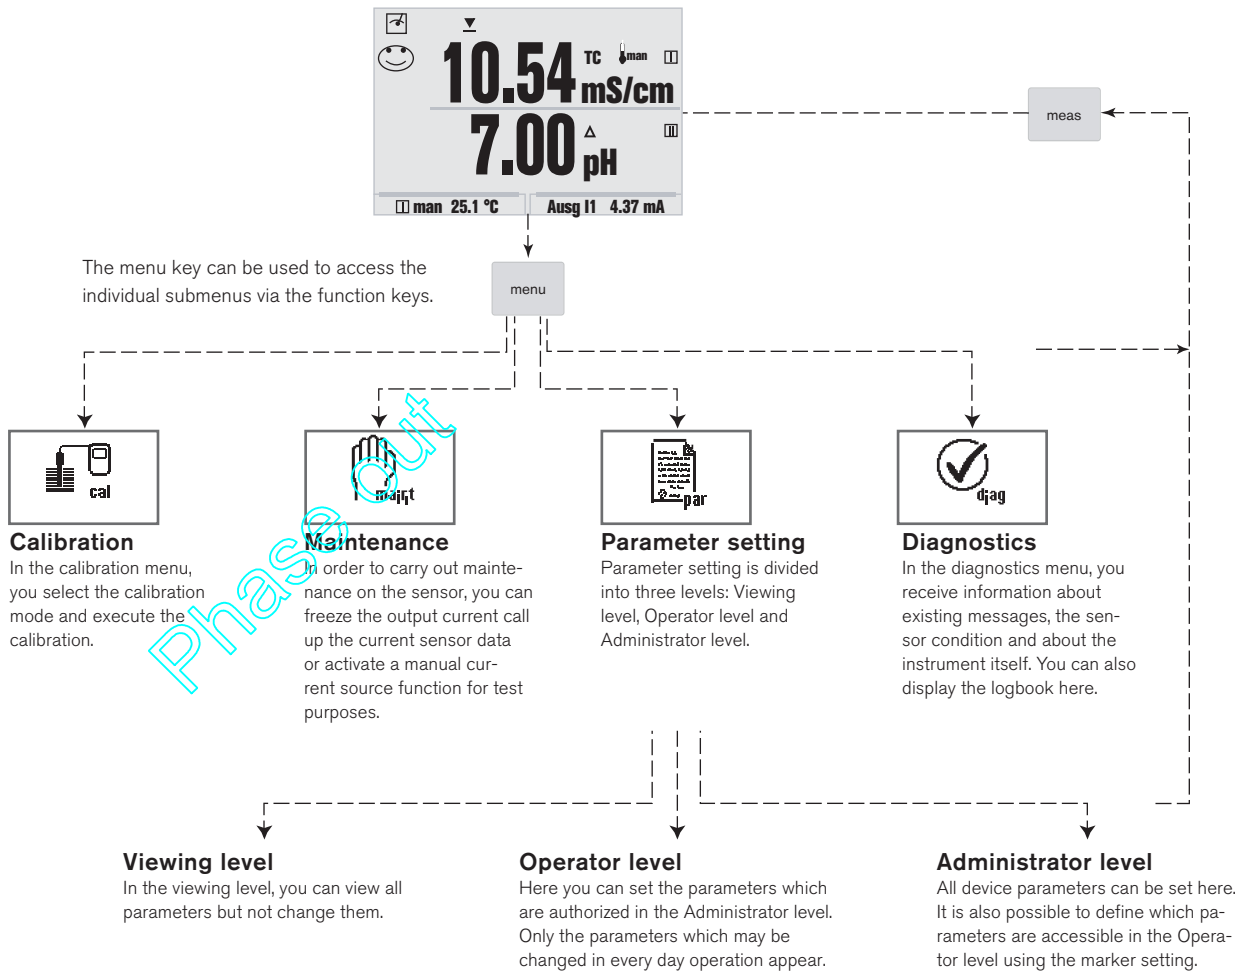 10.54 TC man I
mS/cm
7.00 pH II
I man 25.1 °C Ausg I1 4.37 mA
meas
The menu key can be used to access the
individual submenus via the function keys.
menu
cal
maint
par
diag
Calibration
In the calibration menu,
you select the calibration
mode and execute the
calibration.
Maintenance
In order to carry out mainte-
nance on the sensor, you can
freeze the output current call
up the current sensor data
or activate a manual cur-
rent source function for test
purposes.
Parameter setting
Parameter setting is divided
into three levels: Viewing
level, Operator level and
Administrator level.
Diagnostics
In the diagnostics menu, you
receive information about
existing messages, the sen-
sor condition and about the
instrument itself. You can also
display the logbook here.
Phase out
Viewing level
In the viewing level, you can view all
parameters but not change them.
Operator level
Here you can set the parameters which
are authorized in the Administrator level.
Only the parameters which may be
changed in every day operation appear.
Administrator level
All device parameters can be set here.
It is also possible to define which pa-
rameters are accessible in the Opera-
tor level using the marker setting.